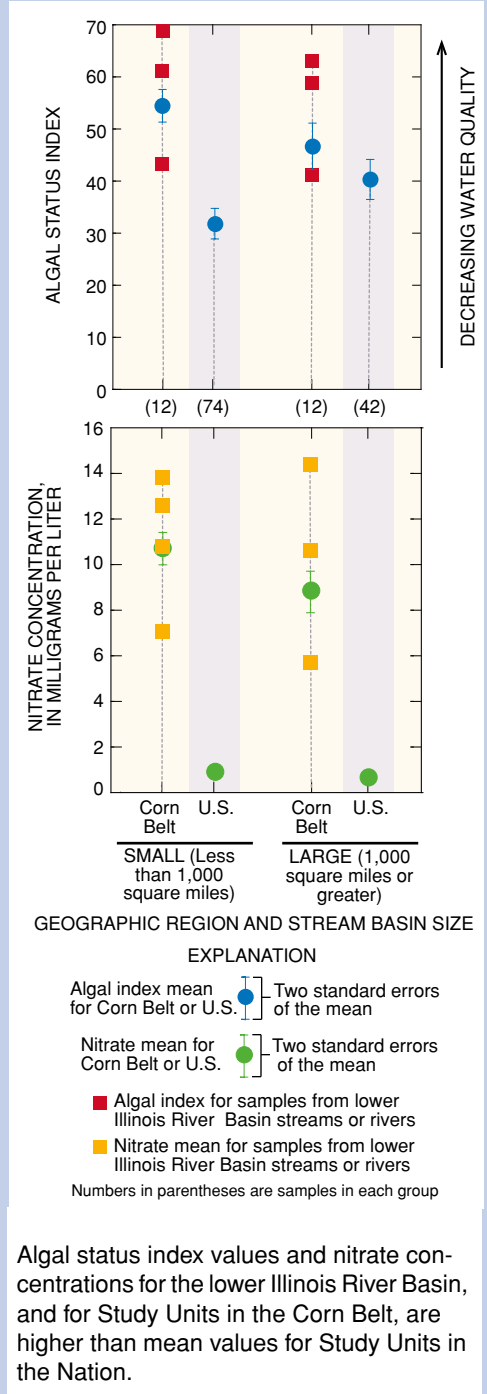 70
60
50
40
30
20
10
0
ALGAL STATUS INDEX
DECREASING WATER QUALITY
(12) (74) (12) (42)
16
14
12
10
8
6
4
2
0
NITRATE CONCENTRATION,
IN MILLIGRAMS PER LITER
Corn
Belt
U.S.
Corn
Belt
U.S.
SMALL (Less
than 1,000
square miles)
LARGE (1,000
square miles or
greater)
GEOGRAPHIC REGION AND STREAM BASIN SIZE
EXPLANATION
Algal index mean
for Corn Belt or U.S.
Two standard errors
of the mean
Nitrate mean for
Corn Belt or U.S.
Two standard errors
of the mean
Algal index for samples from lower
Illinois River Basin streams or rivers
Nitrate mean for samples from lower
Illinois River Basin streams or rivers
Numbers in parentheses are samples in each group
Algal status index values and nitrate con-
centrations for the lower Illinois River Basin,
and for Study Units in the Corn Belt, are
higher than mean values for Study Units in
the Nation.